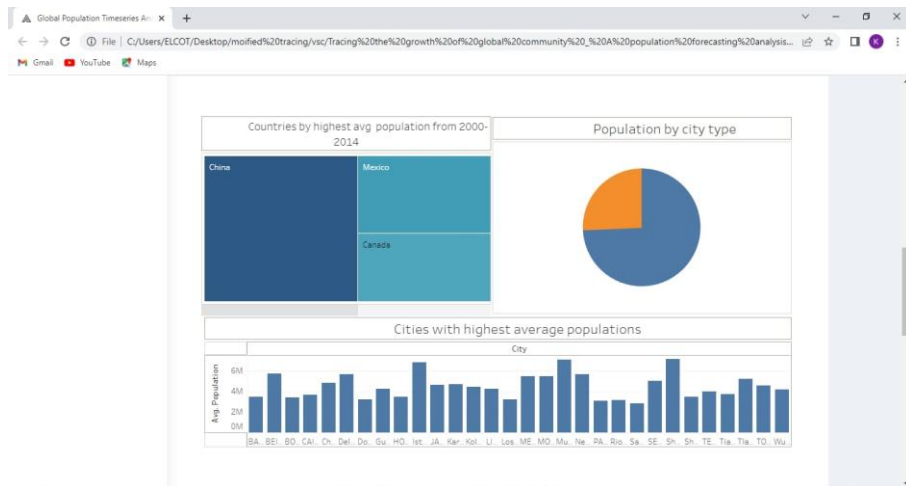 Global Population Timeseries An
File | C:/Users/ELCOT/Desktop/moified%20tracing/vsc/Tracing%20the%20growth%20of%20global%20community%20_%20A%20population%20forecasting%20analysis...
K
Gmail YouTube Maps
Countries by highest avg population from 2000-
2014
China
Mexico
Canada
Population by city type
Cities with highest average populations
City
Avg. Population
6M
4M
2M
0M
BA.. BEI.. BO.. CAI.. Ch.. Del.. Do.. Gu.. HO.. Ist.. JA.. Kar.. Kol.. LI.. Los.. ME.. MO.. Mu.. Ne.. PA.. Rio.. Sa.. SE.. Sh.. Sh.. TE.. Tia.. Tla.. TO.. Wu..